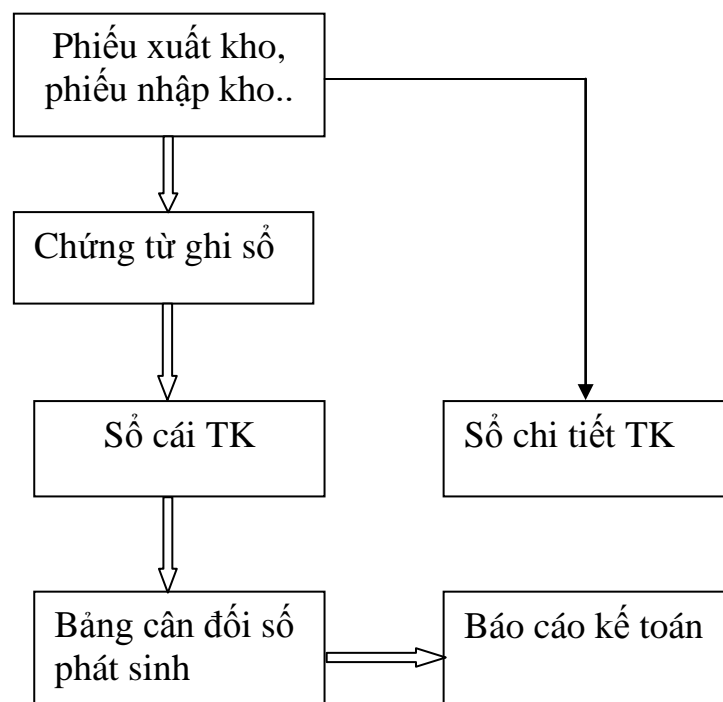 Phiếu xuất kho,
phiếu nhập kho..
Chứng từ ghi sổ
Sổ cái TK
Sổ chi tiết TK
Bảng cân đối số
phát sinh
Báo cáo kế toán